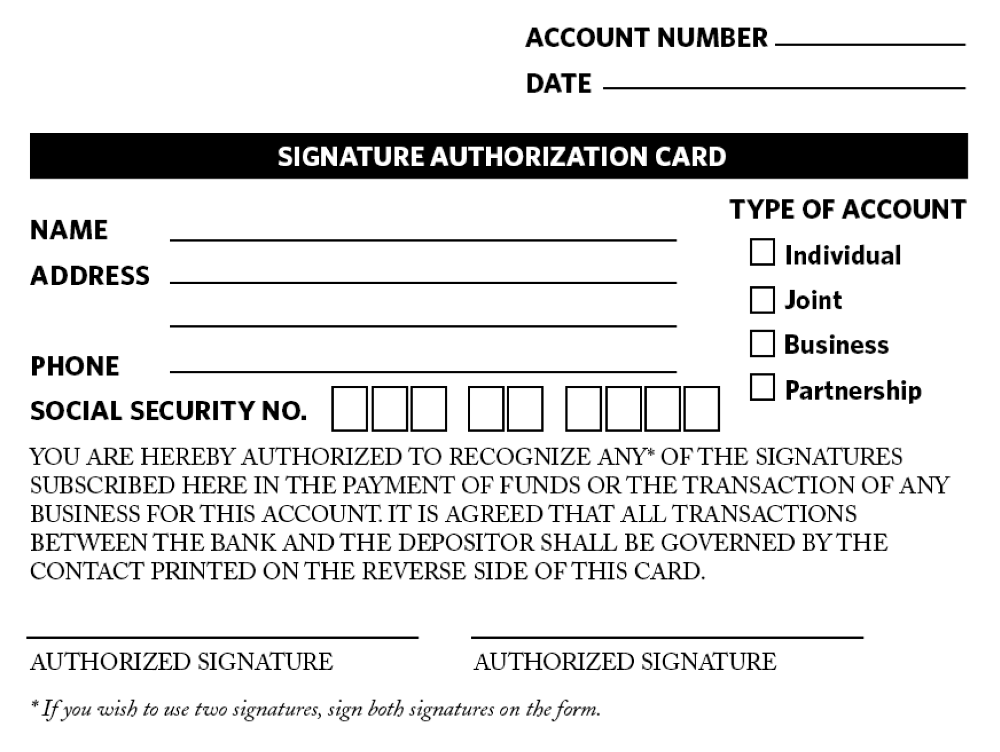 ACCOUNT NUMBER
DATE
SIGNATURE AUTHORIZATION CARD
TYPE OF ACCOUNT
NAME
Individual
ADDRESS
Joint
Business
PHONE
Partnership
SOCIAL SECURITY NO.
YOU ARE HEREBY AUTHORIZED TO RECOGNIZE ANY* OF THE SIGNATURES
SUBSCRIBED HERE IN THE PAYMENT OF FUNDS OR THE TRANSACTION OF ANY
BUSINESS FOR THIS ACCOUNT. IT IS AGREED THAT ALL TRANSACTIONS
BETWEEN THE BANK AND THE DEPOSITOR SHALL BE GOVERNED BY THE
CONTACT PRINTED ON THE REVERSE SIDE OF THIS CARD.
AUTHORIZED SIGNATURE AUTHORIZED SIGNATURE
* If you wish to use two signatures, sign both signatures on the form.